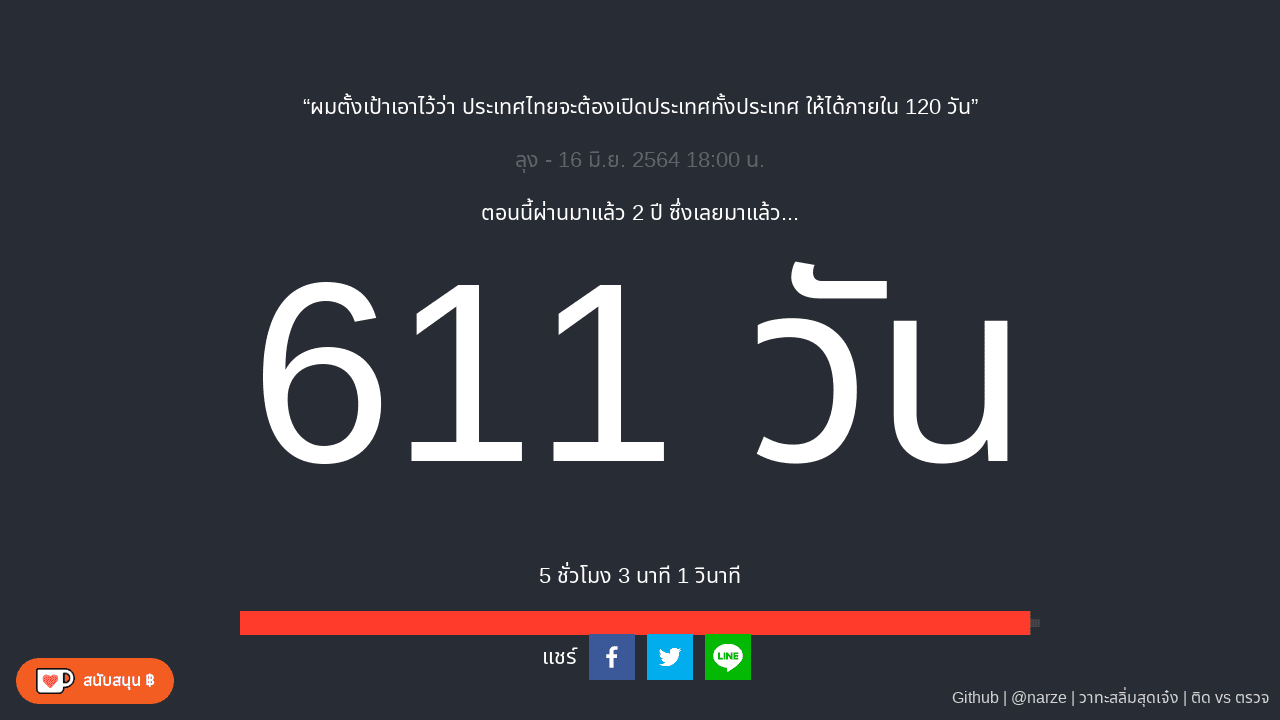 “ผมตั้งเป้าเอาไว้ว่า ประเทศไทยจะต้องเปิดประเทศทั้งประเทศ ให้ได้ภายใน 120 วัน”
ลุง - 16 มิ.ย. 2564 18:00 น.
ตอนนี้ผ่านมาแล้ว 2 ปี ซึ่งเลยมาแล้ว...
611 วัน
5 ชั่วโมง 3 นาที 1 วินาที
แชร์
LINE
สนับสนุน ฿
Github | @narze | วาทะสลิ่มสุดเจ๋ง | ติด vs ตรวจ